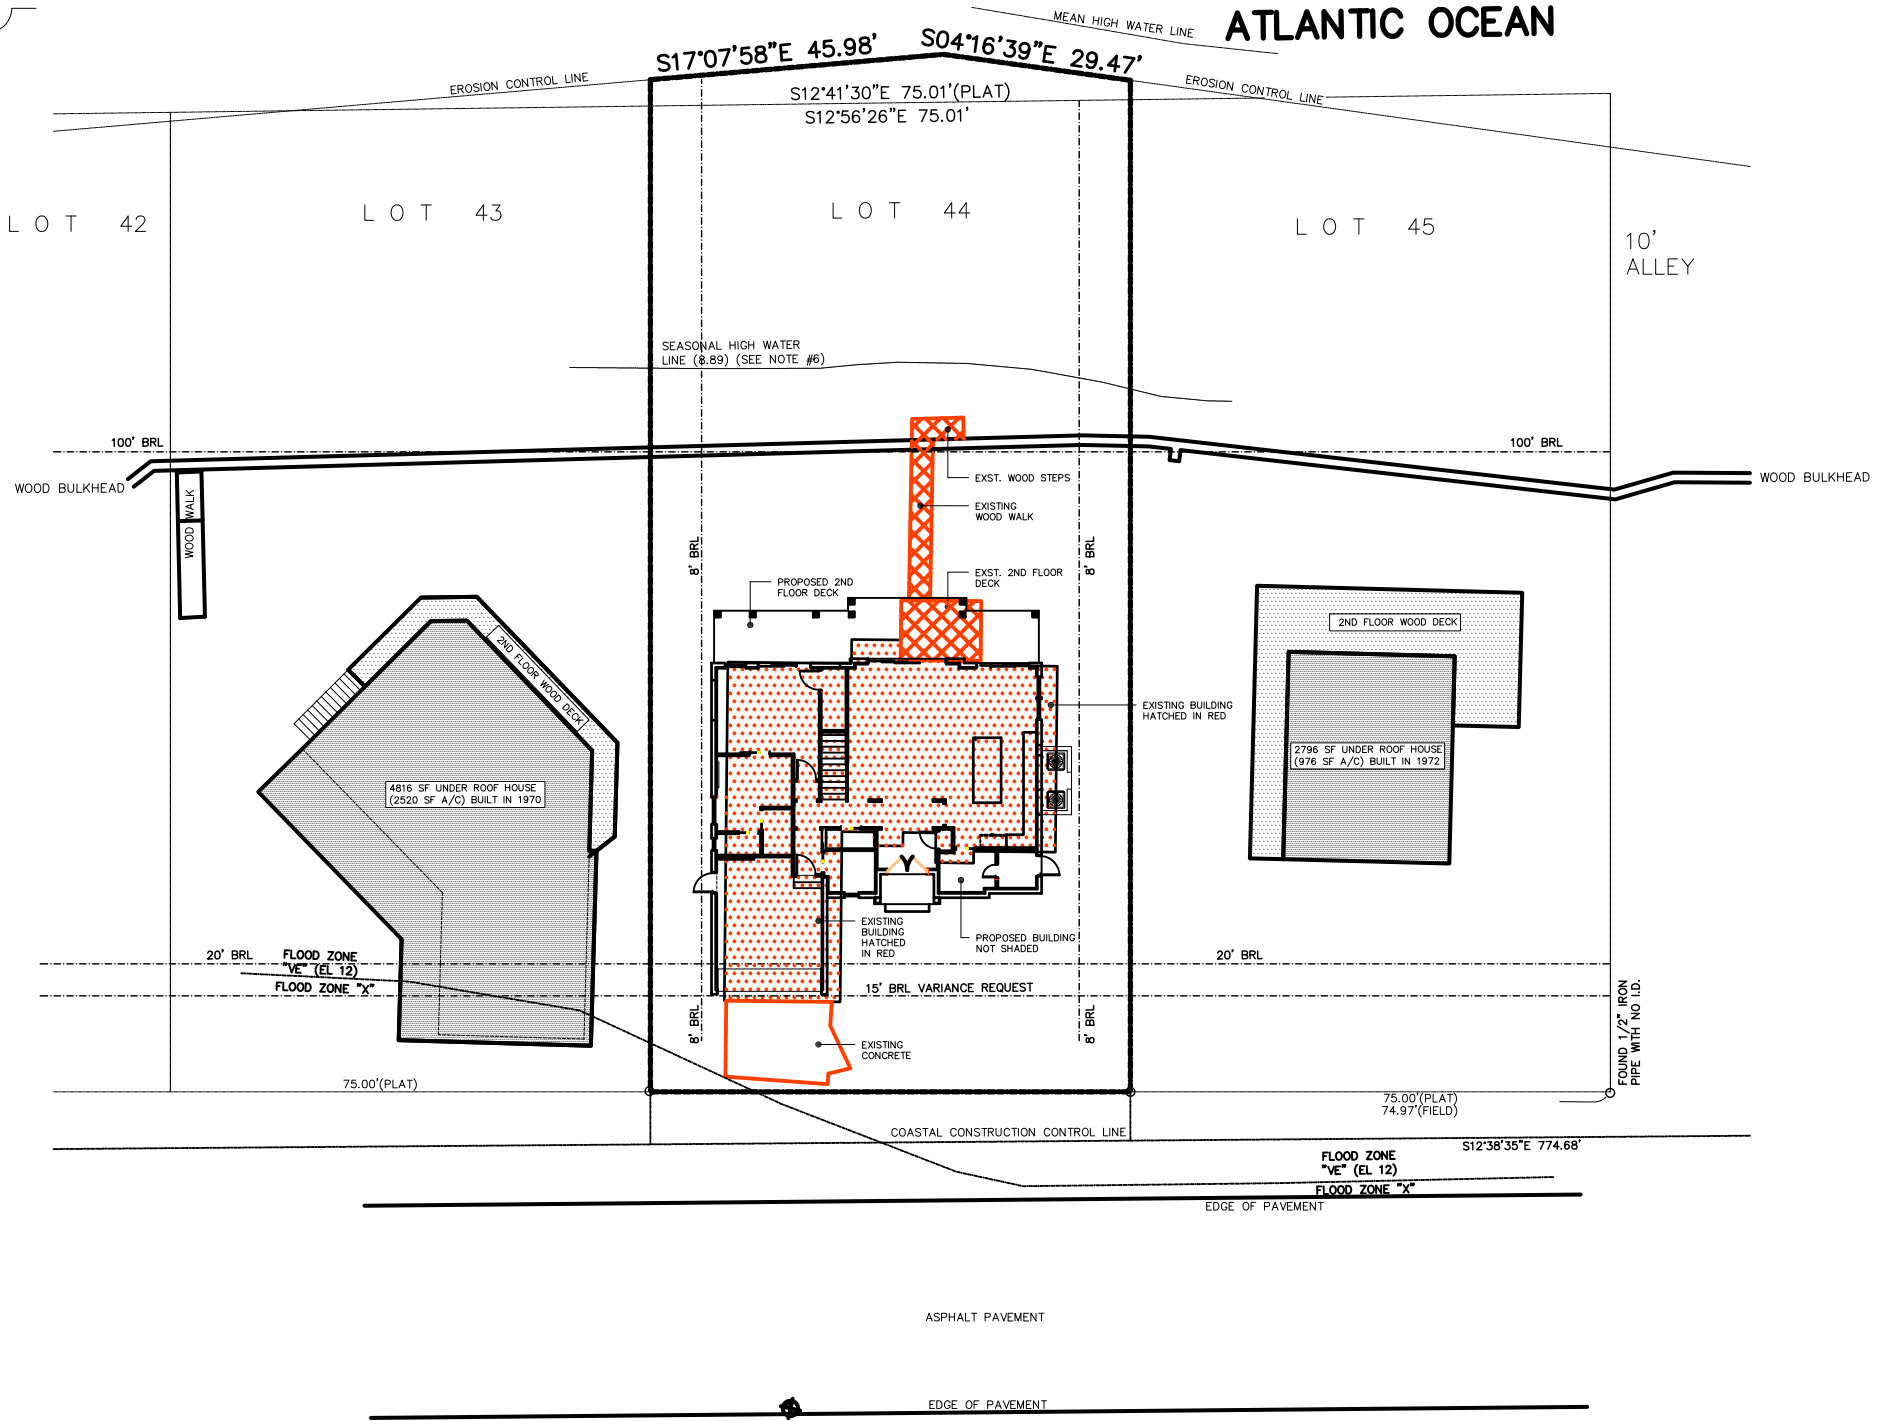 MEAN HIGH WATER LINE
ATLANTIC OCEAN
S17°07'58"E 45.98'
S04°16'39"E 29.47'
EROSION CONTROL LINE
EROSION CONTROL LINE
S12°41'30"E 75.01'(PLAT)
S12°56'26"E 75.01'
LOT 42
LOT 43
LOT 44
LOT 45
10'
ALLEY
SEASONAL HIGH WATER
LINE (8.89) (SEE NOTE #6)
100' BRL
100' BRL
WOOD BULKHEAD
WOOD BULKHEAD
WOOD WALK
EXST. WOOD STEPS
EXISTING
WOOD WALK
8' BRL
8' BRL
PROPOSED 2ND
FLOOR DECK
EXST. 2ND FLOOR
DECK
2ND FLOOR WOOD DECK
2ND FLOOR WOOD DECK
EXISTING BUILDING
HATCHED IN RED
4816 SF UNDER ROOF HOUSE
(2520 SF A/C) BUILT IN 1970
2796 SF UNDER ROOF HOUSE
(976 SF A/C) BUILT IN 1972
EXISTING
BUILDING
HATCHED
IN RED
PROPOSED BUILDING
NOT SHADED
20' BRL
FLOOD ZONE
"VE" (EL 12)
FLOOD ZONE "X"
20' BRL
15' BRL VARIANCE REQUEST
8' BRL
8' BRL
EXISTING
CONCRETE
FOUND 1/2" IRON
PIPE WITH NO I.D.
75.00'(PLAT)
75.00'(PLAT)
74.97'(FIELD)
COASTAL CONSTRUCTION CONTROL LINE
S12°38'35"E 774.68'
FLOOD ZONE
"VE" (EL 12)
FLOOD ZONE "X"
EDGE OF PAVEMENT
ASPHALT PAVEMENT
EDGE OF PAVEMENT